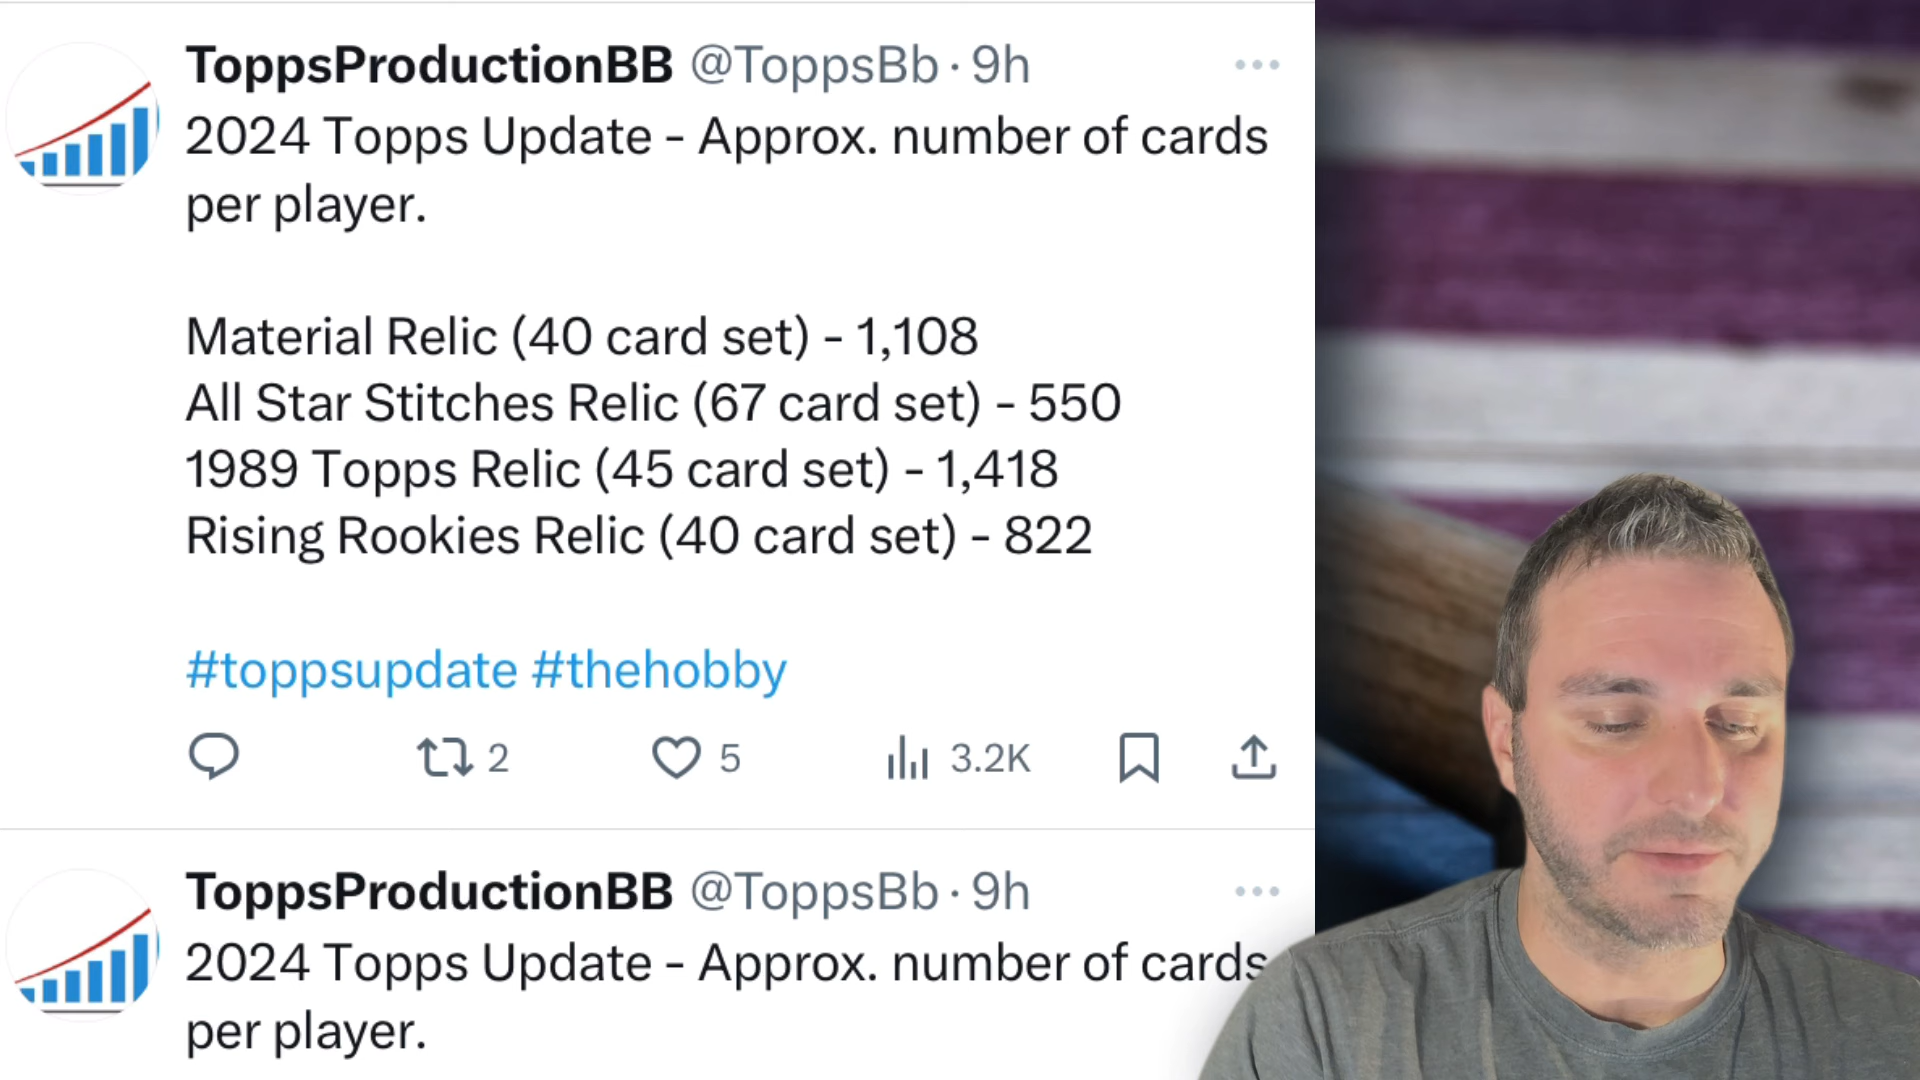 ToppsProductionBB @ToppsBb · 9h
2024 Topps Update - Approx. number of cards
per player.
Material Relic (40 card set) - 1,108
All Star Stitches Relic (67 card set) - 550
1989 Topps Relic (45 card set) - 1,418
Rising Rookies Relic (40 card set) - 822
#toppsupdate #thehobby
2 5 3.2K
ToppsProductionBB @ToppsBb · 9h
2024 Topps Update - Approx. number of cards
per player.